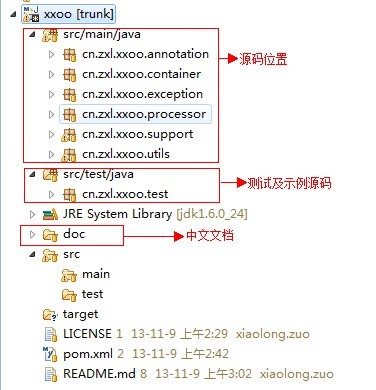 xxoo [trunk]
src/main/java
cn.zxl.xxoo.annotation
cn.zxl.xxoo.container
cn.zxl.xxoo.exception
cn.zxl.xxoo.processor
cn.zxl.xxoo.support
cn.zxl.xxoo.utils
源码位置
src/test/java
cn.zxl.xxoo.test
测试及示例源码
JRE System Library [jdk1.6.0_24]
doc
中文文档
src
main
test
target
LICENSE 1 13-11-9 上午2:29 xiaolong.zuo
pom.xml 2 13-11-9 上午2:42
README.md 8 13-11-9 上午3:02 xiaolong.zuo